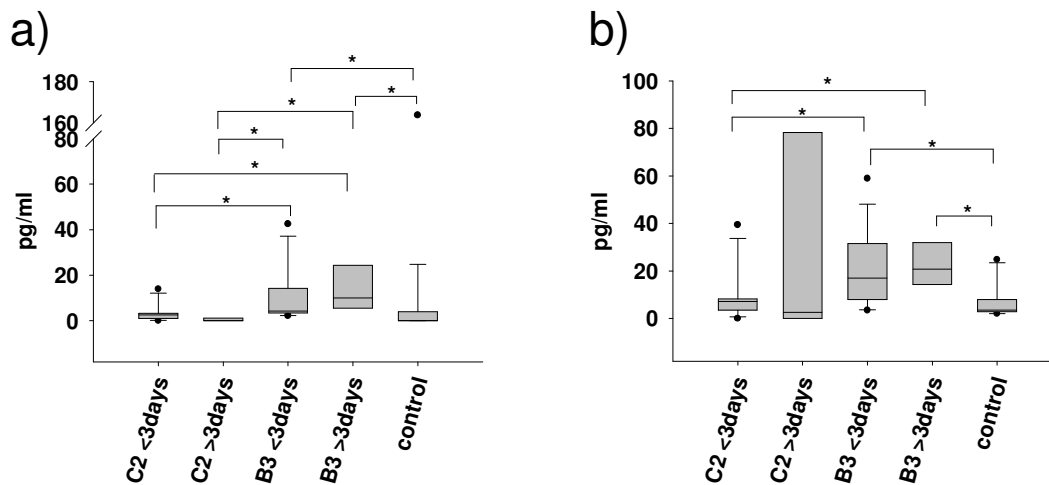 a)
180
160
80
60
40
20
0
pg/ml
*
*
*
*
*
*
C2 <3days
C2 >3days
B3 <3days
B3 >3days
control
b)
100
80
60
40
20
0
pg/ml
*
*
*
*
C2 <3days
C2 >3days
B3 <3days
B3 >3days
control